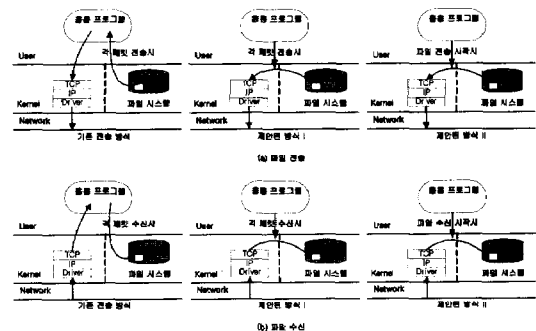 응용 프로그램 응용 프로그램 응용 프로그램
User 각 패킷 전송시 User 각 패킷 전송시 User 파일 전송 시작시
TCP TCP TCP
IP IP IP
Kernel Driver 파일 시스템 Kernel Driver 파일 시스템 Kernel Driver 파일 시스템
Network Network Network
기존 전송 방식 제안된 방식 I 제안된 방식 II
(a) 파일 전송
응용 프로그램 응용 프로그램 응용 프로그램
User 각 패킷 수신시 User 각 패킷 수신시 User 파일 수신 시작시
TCP TCP TCP
IP IP IP
Kernel Driver 파일 시스템 Kernel Driver 파일 시스템 Kernel Driver 파일 시스템
Network Network Network
기존 전송 방식 제안된 방식 I 제안된 방식 II
(b) 파일 수신